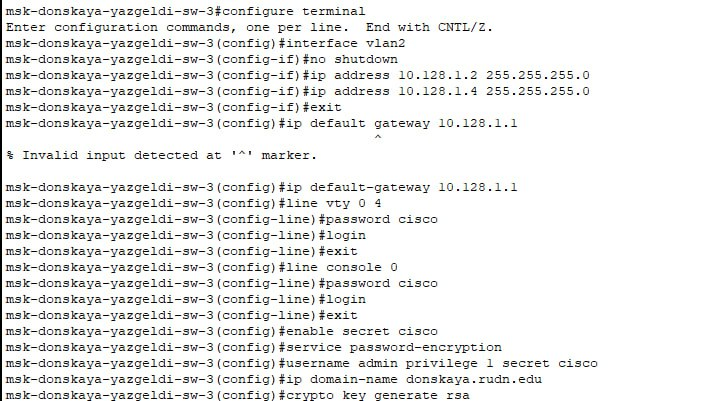 msk-donskaya-yazgeldi-sw-3#configure terminal
Enter configuration commands, one per line.  End with CNTL/Z.
msk-donskaya-yazgeldi-sw-3(config)#interface vlan2
msk-donskaya-yazgeldi-sw-3(config-if)#no shutdown
msk-donskaya-yazgeldi-sw-3(config-if)#ip address 10.128.1.2 255.255.255.0
msk-donskaya-yazgeldi-sw-3(config-if)#ip address 10.128.1.4 255.255.255.0
msk-donskaya-yazgeldi-sw-3(config-if)#exit
msk-donskaya-yazgeldi-sw-3(config)#ip default gateway 10.128.1.1
^
% Invalid input detected at '^' marker.
msk-donskaya-yazgeldi-sw-3(config)#ip default-gateway 10.128.1.1
msk-donskaya-yazgeldi-sw-3(config)#line vty 0 4
msk-donskaya-yazgeldi-sw-3(config-line)#password cisco
msk-donskaya-yazgeldi-sw-3(config-line)#login
msk-donskaya-yazgeldi-sw-3(config-line)#exit
msk-donskaya-yazgeldi-sw-3(config)#line console 0
msk-donskaya-yazgeldi-sw-3(config-line)#password cisco
msk-donskaya-yazgeldi-sw-3(config-line)#login
msk-donskaya-yazgeldi-sw-3(config-line)#exit
msk-donskaya-yazgeldi-sw-3(config)#enable secret cisco
msk-donskaya-yazgeldi-sw-3(config)#service password-encryption
msk-donskaya-yazgeldi-sw-3(config)#username admin privilege 1 secret cisco
msk-donskaya-yazgeldi-sw-3(config)#ip domain-name donskaya.rudn.edu
msk-donskaya-yazgeldi-sw-3(config)#crypto key generate rsa